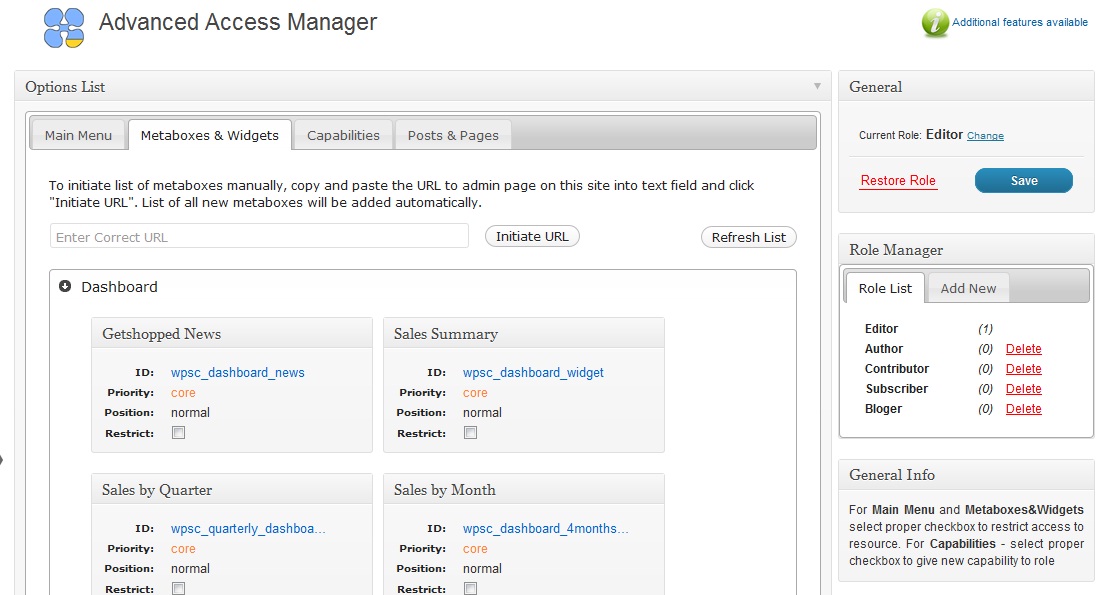 Advanced Access Manager
Additional features available
Options List
Main Menu
Metaboxes & Widgets
Capabilities
Posts & Pages
To initiate list of metaboxes manually, copy and paste the URL to admin page on this site into text field and click
"Initiate URL". List of all new metaboxes will be added automatically.
Enter Correct URL
Initiate URL
Refresh List
Dashboard
Getshopped News
ID: wpsc_dashboard_news
Priority: core
Position: normal
Restrict:
Sales Summary
ID: wpsc_dashboard_widget
Priority: core
Position: normal
Restrict:
Sales by Quarter
ID: wpsc_quarterly_dashboa...
Priority: core
Position: normal
Restrict:
Sales by Month
ID: wpsc_dashboard_4months...
Priority: core
Position: normal
Restrict:
General
Current Role: Editor Change
Restore Role
Save
Role Manager
Role List
Add New
Editor (1)
Author (0) Delete
Contributor (0) Delete
Subscriber (0) Delete
Bloger (0) Delete
General Info
For Main Menu and Metaboxes&Widgets
select proper checkbox to restrict access to
resource. For Capabilities - select proper
checkbox to give new capability to role